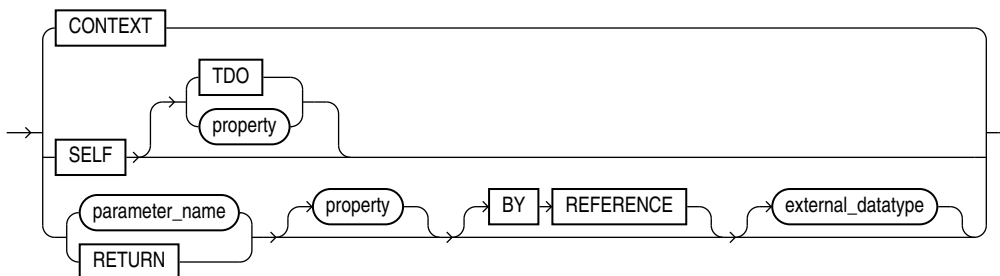 CONTEXT
TDO
property
SELF
parameter_name property BY REFERENCE external_datatype
RETURN